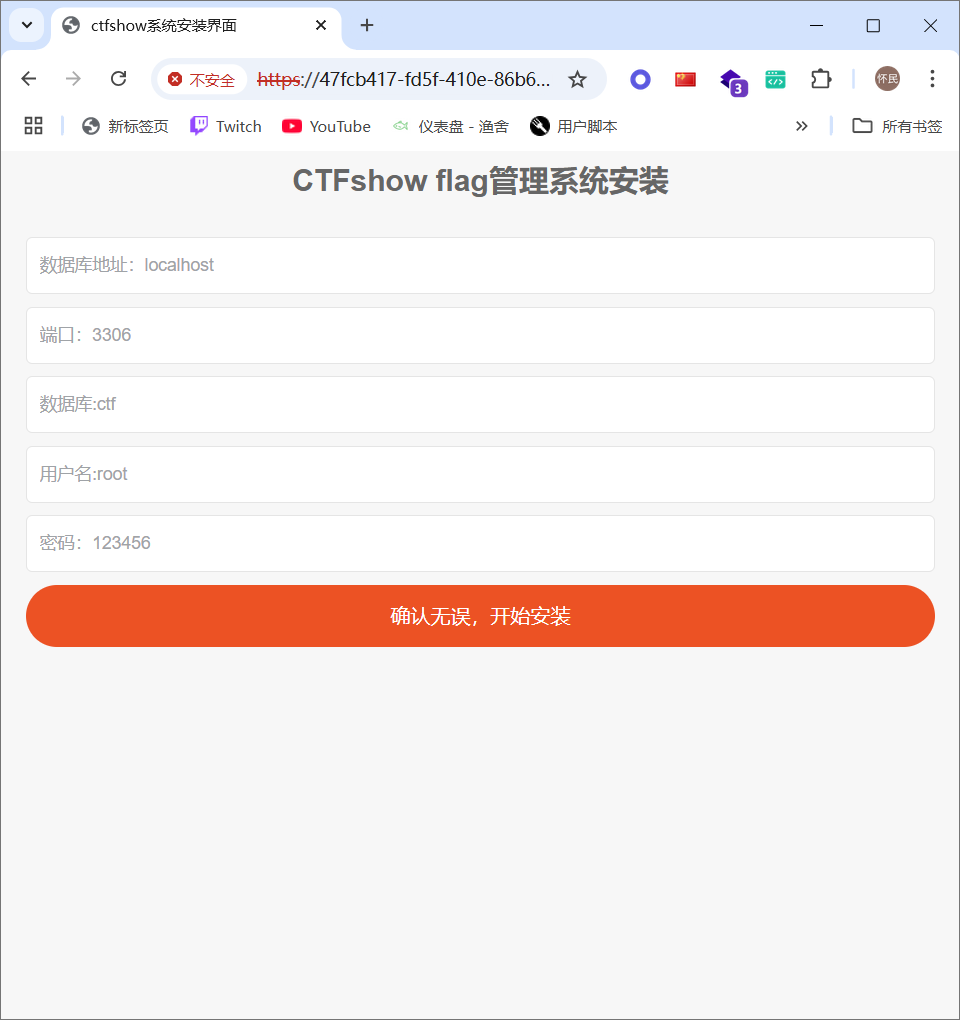 ctfshow系统安装界面
不安全 https://47fcb417-fd5f-410e-86b6... 3 怀民
新标签页 Twitch YouTube 仪表盘 - 渔舍 用户脚本 所有书签
CTFshow flag管理系统安装
数据库地址：localhost
端口：3306
数据库:ctf
用户名:root
密码：123456
确认无误，开始安装